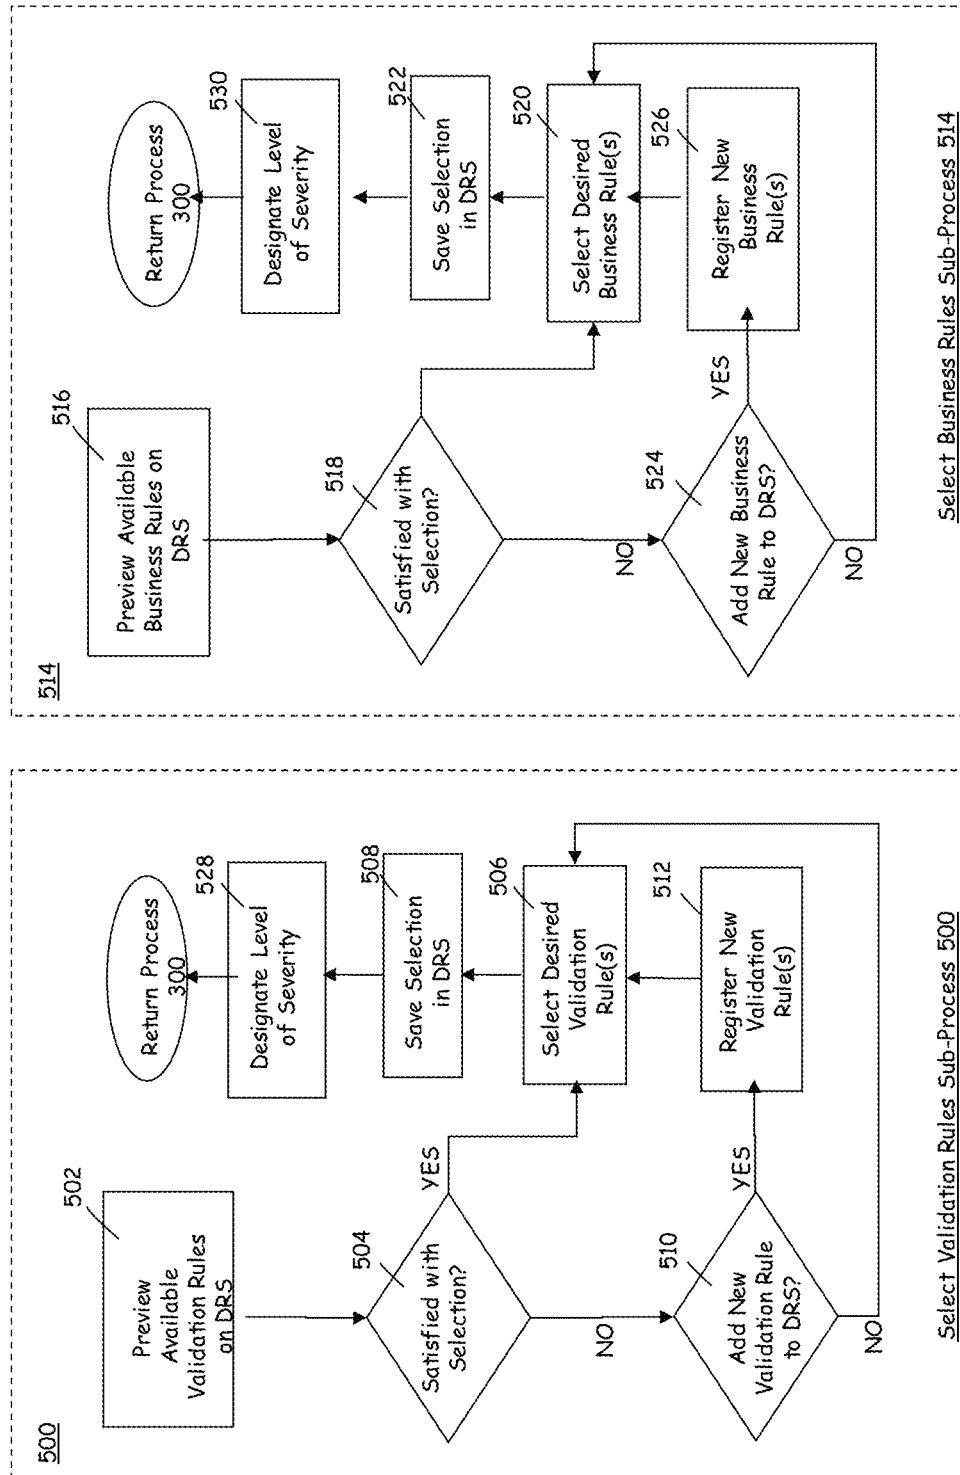 500
502
Preview
Available
Validation Rules
on DRS
504
Satisfied with
Selection?
YES
NO
510
Add New
Validation Rule
to DRS?
YES
NO
Return Process
300
528
Designate Level
of Severity
508
Save Selection
in DRS
506
Select Desired
Validation
Rule(s)
512
Register New
Validation
Rule(s)
Select Validation Rules Sub-Process 500
514
516
Preview Available
Business Rules on
DRS
518
Satisfied with
Selection?
NO
524
Add New Business
Rule to DRS?
YES
NO
Return Process
300
530
Designate Level
of Severity
522
Save Selection
in DRS
520
Select Desired
Business Rule(s)
526
Register New
Business
Rule(s)
Select Business Rules Sub-Process 514